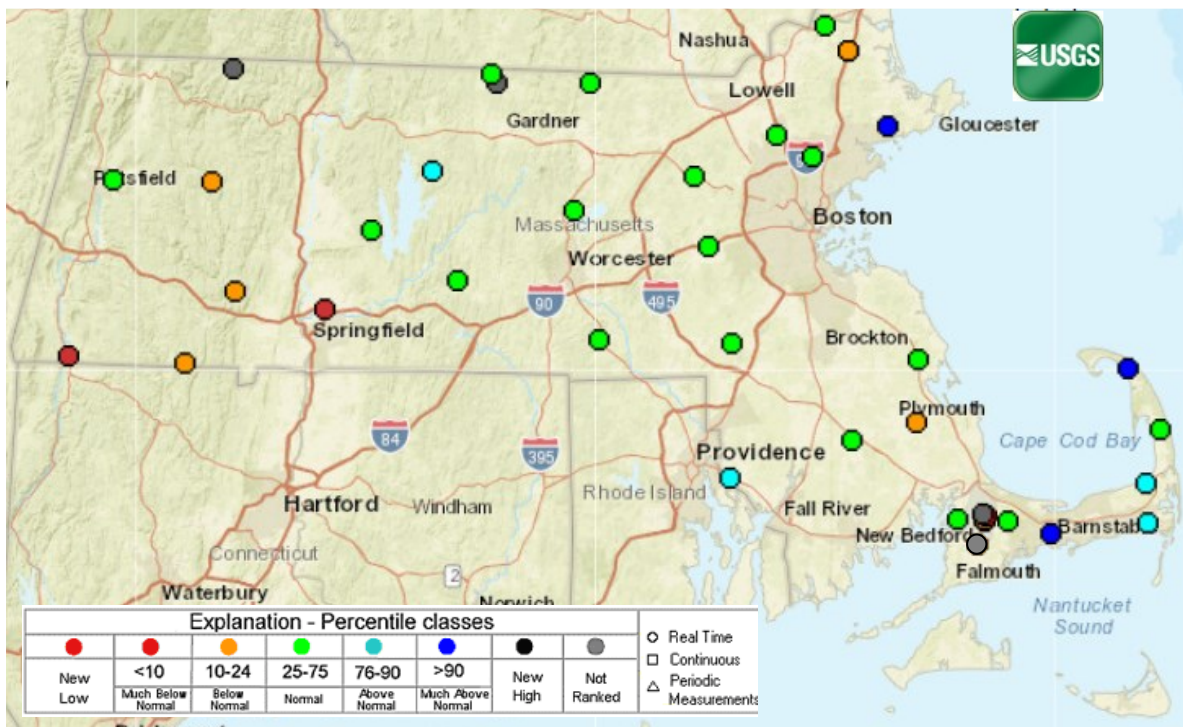 Nashua
USGS
Lowell
Gardner
Gloucester
Pittsfield
Massachusetts
Boston
Worcester
90
495
Springfield
Brockton
Plymouth
84
395
Cape Cod Bay
Providence
Hartford
Windham
Rhode Island
Fall River
New Bedford
Barnstab
Connecticut
Falmouth
2
Waterbury
Norwich
Nantucket
Sound
Explanation - Percentile classes
New
Low
<10
Much Below
Normal
10-24
Below
Normal
25-75
Normal
76-90
Above
Normal
>90
Much Above
Normal
New
High
Not
Ranked
Real Time
Continuous
Periodic
Measurements